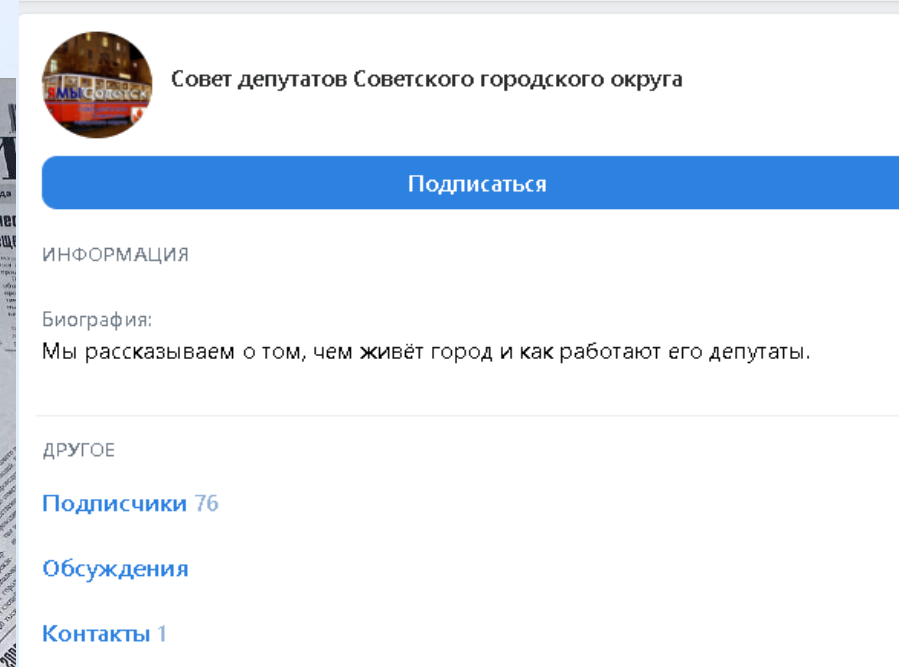 ЯМЫСоветск
Совет депутатов Советского городского округа
Подписаться
ИНФОРМАЦИЯ
Биография:
Мы рассказываем о том, чем живёт город и как работают его депутаты.
ДРУГОЕ
Подписчики 76
Обсуждения
Контакты 1